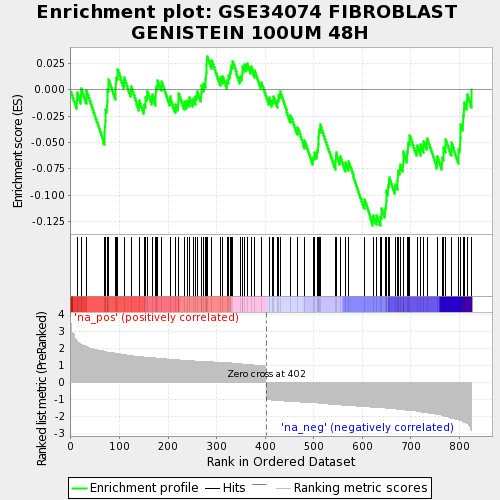 Enrichment plot: GSE34074 FIROBLAST
GENISTEIN 100UM 48H
Enrichment score (ES)
0.025
0.000
-0.025
-0.050
-0.075
-0.100
-0.125
'na_pos' (positively correlated)
Ranked list metric (PreRanked)
4
3
2
1
0
-1
-2
-3
Zero cross at 402
'na_neg' (negatively correlated)
0 100 200 300 400 500 600 700 800
Rank in Ordered Dataset
Enrichment profile Hits Ranking metric scores